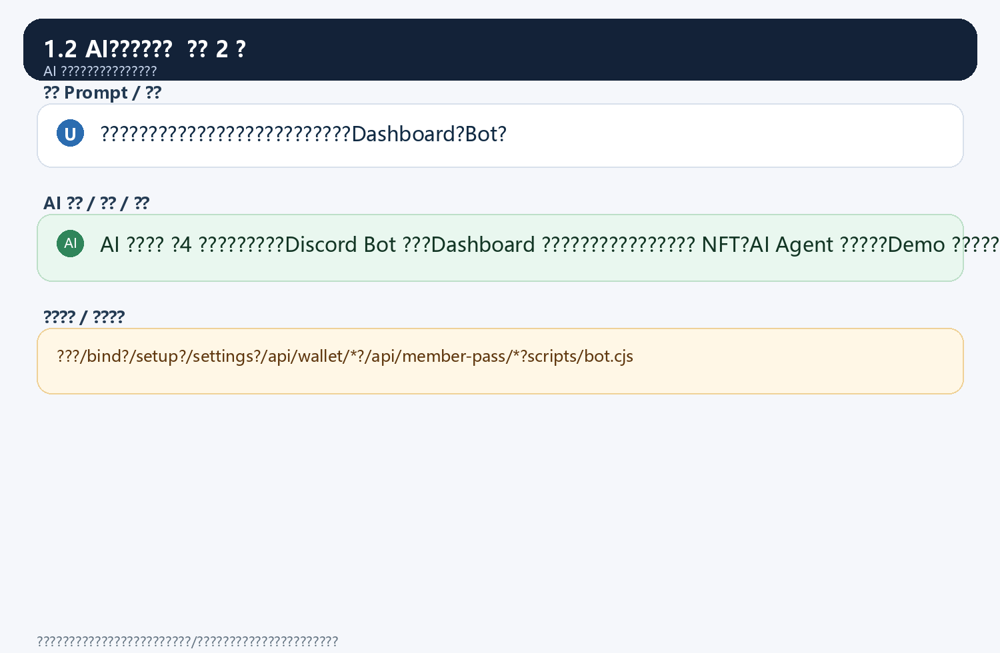 1.2 AI?????? ?? 2 ?
AI ???????????????
?? Prompt / ??
U
??????????????????????????Dashboard?Bot?
AI ?? / ?? / ??
AI
AI ???? ?4 ?????????Discord Bot ???Dashboard ???????????????? NFT?AI Agent ?????Demo ?????
???? / ????
???/bind?/setup?/settings?/api/wallet/*?/api/member-pass/*?scripts/bot.cjs
????????????????????????/??????????????????????